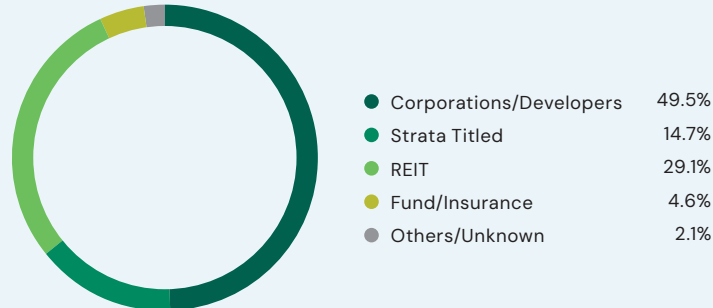 Corporations/Developers 49.5%
Strata Titled 14.7%
REIT 29.1%
Fund/Insurance 4.6%
Others/Unknown 2.1%